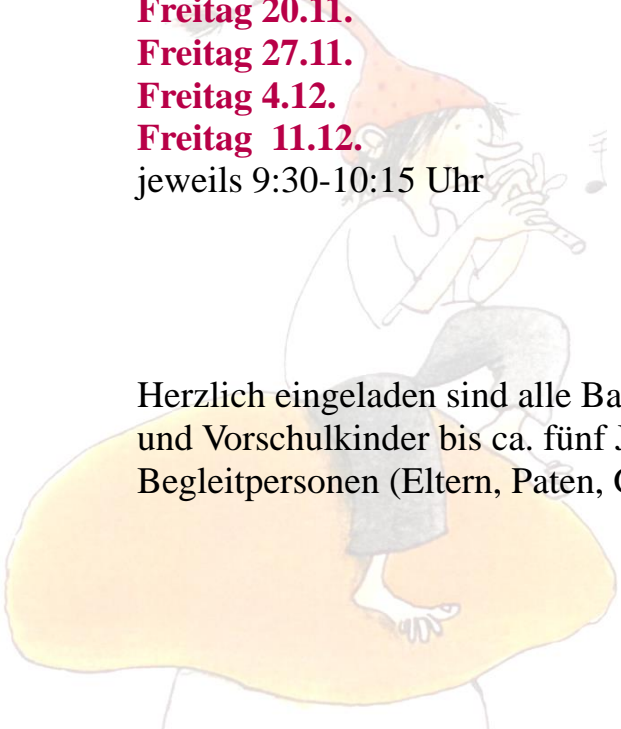 Freitag 20.11.
Freitag 27.11.
Freitag 4.12.
Freitag  11.12.
jeweils 9:30-10:15 Uhr
Herzlich eingeladen sind alle
und Vorschulkinder bis ca. fünf
Begleitpersonen (Eltern, Paten,